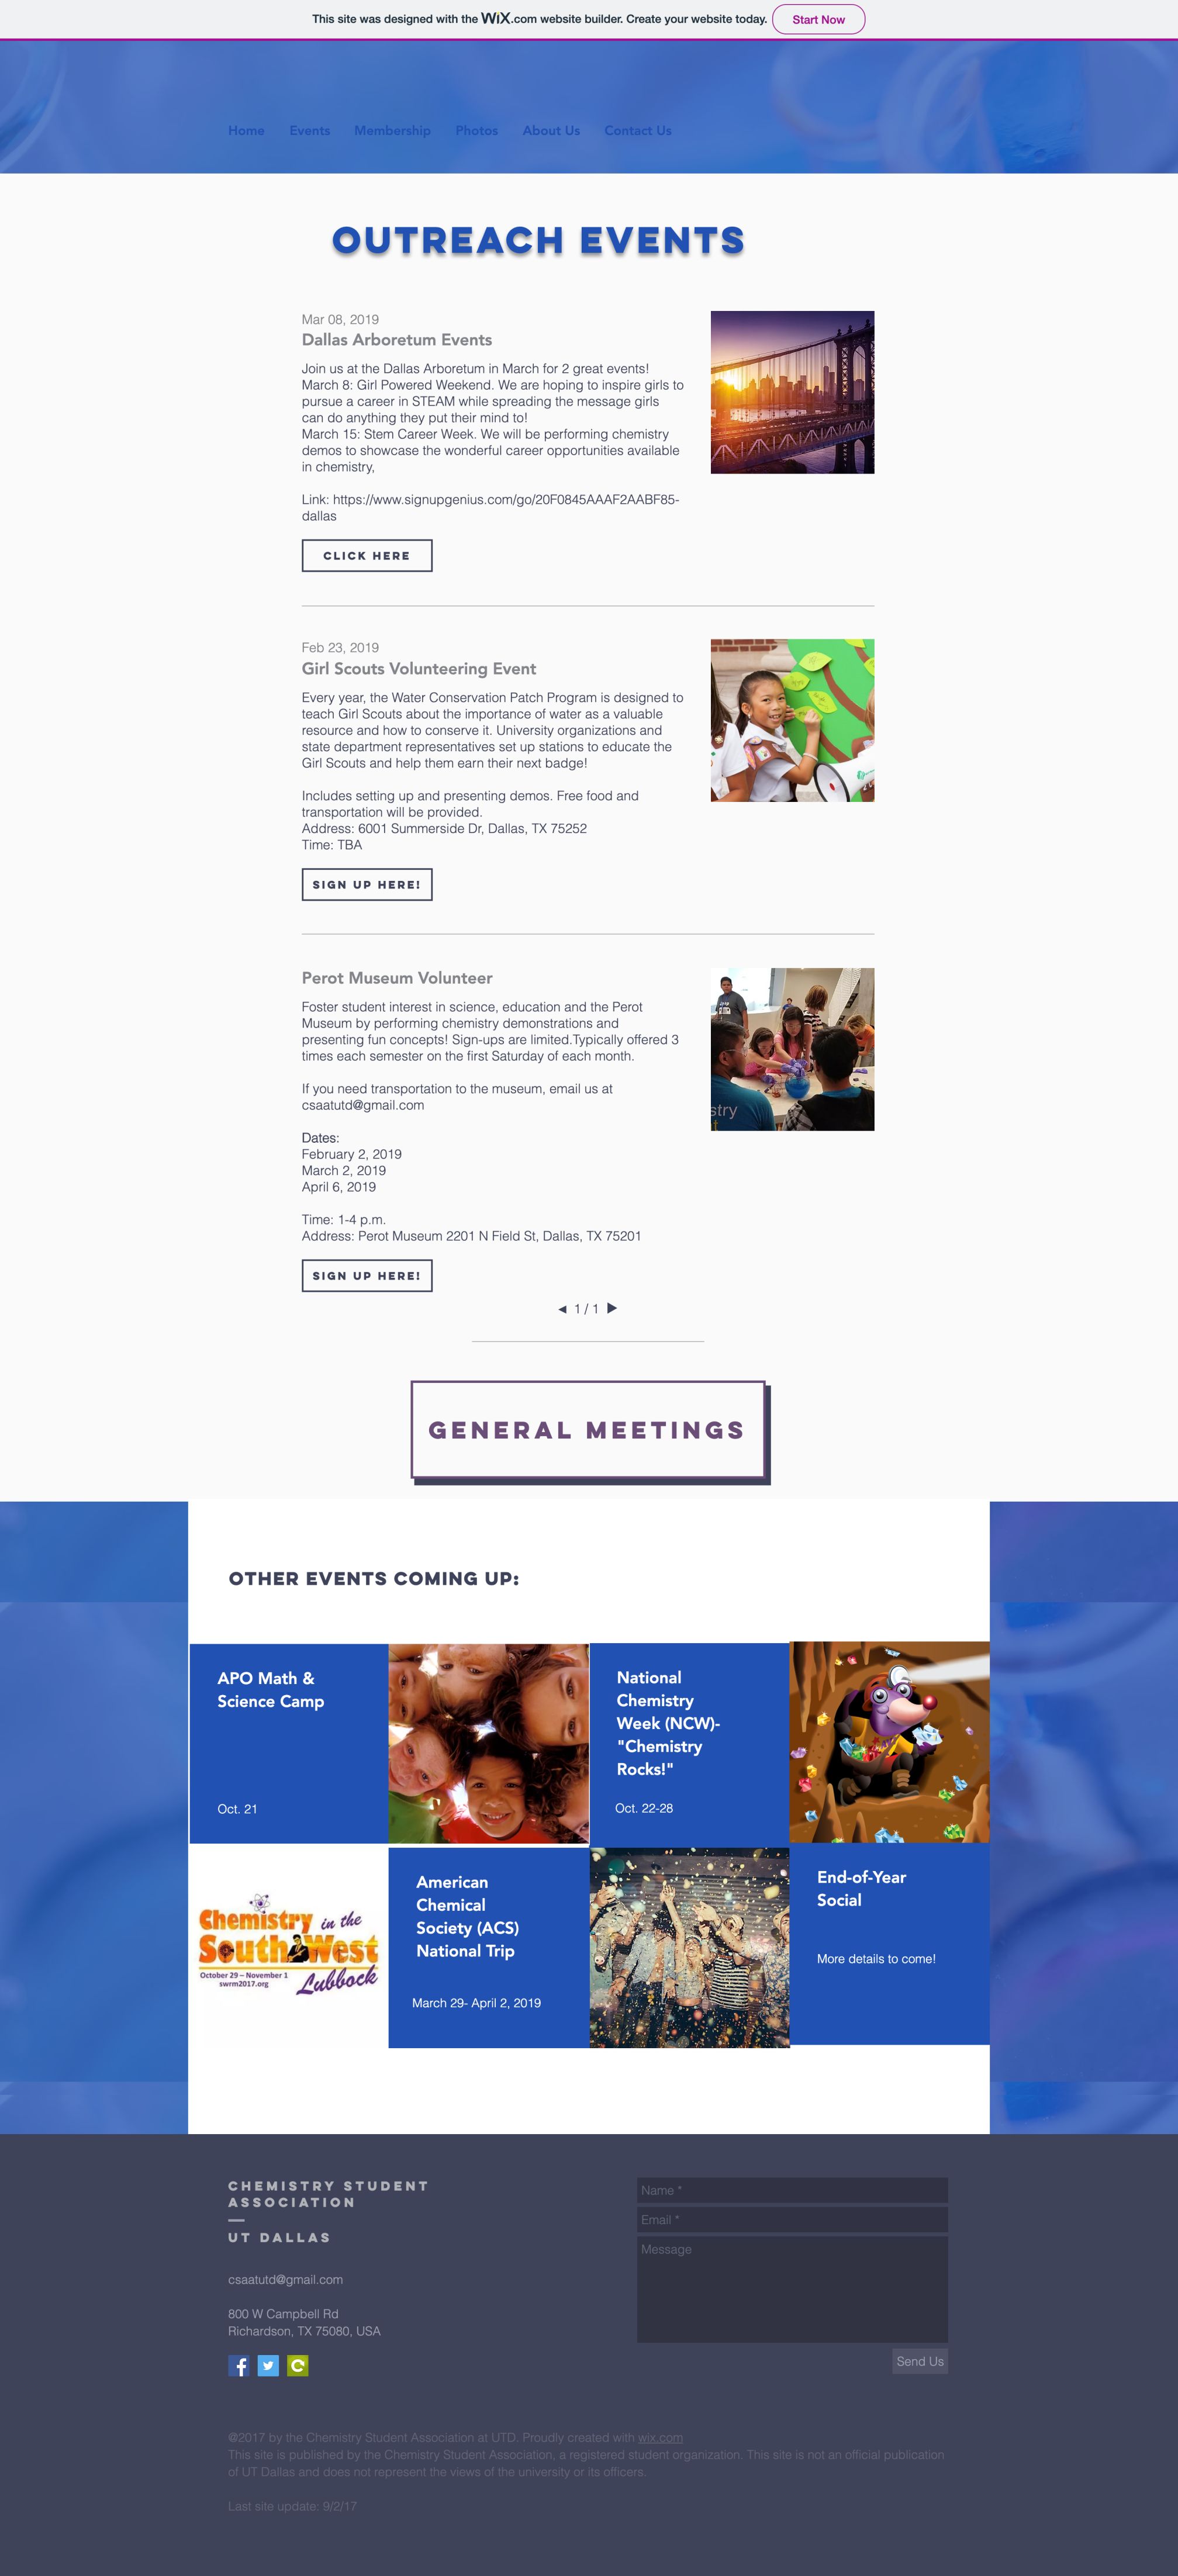 This site was designed with the WiX.com website builder. Create your website today. Start Now
Home Events Membership Photos About Us Contact Us
OUTREACH EVENTS
Mar 08, 2019
Dallas Arboretum Events
Join us at the Dallas Arboretum in March for 2 great events!
March 8: Girl Powered Weekend. We are hoping to inspire girls to
pursue a career in STEAM while spreading the message girls
can do anything they put their mind to!
March 15: Stem Career Week. We will be performing chemistry
demos to showcase the wonderful career opportunities available
in chemistry,
Link: https://www.signupgenius.com/go/20F0845AAAF2AABF85-
dallas
CLICK HERE
Feb 23, 2019
Girl Scouts Volunteering Event
Every year, the Water Conservation Patch Program is designed to
teach Girl Scouts about the importance of water as a valuable
resource and how to conserve it. University organizations and
state department representatives set up stations to educate the
Girl Scouts and help them earn their next badge!
Includes setting up and presenting demos. Free food and
transportation will be provided.
Address: 6001 Summerside Dr, Dallas, TX 75252
Time: TBA
SIGN UP HERE!
Perot Museum Volunteer
Foster student interest in science, education and the Perot
Museum by performing chemistry demonstrations and
presenting fun concepts! Sign-ups are limited.Typically offered 3
times each semester on the first Saturday of each month.
stry
If you need transportation to the museum, email us at
csaatutd@gmail.com
Dates:
February 2, 2019
March 2, 2019
April 6, 2019
Time: 1-4 p.m.
Address: Perot Museum 2201 N Field St, Dallas, TX 75201
SIGN UP HERE!
1 / 1
GENERAL MEETINGS
OTHER EVENTS COMING UP:
APO Math &
Science Camp
Oct. 21
National
Chemistry
Week (NCW)-
"Chemistry
Rocks!"
Oct. 22-28
Chemistry in the
SouthWest
October 29 – November 1
swrm2017.org
Lubbock
American
Chemical
Society (ACS)
National Trip
March 29- April 2, 2019
End-of-Year
Social
More details to come!
CHEMISTRY STUDENT
ASSOCIATION
UT DALLAS
csaatutd@gmail.com
800 W Campbell Rd
Richardson, TX 75080, USA
Name *
Email *
Message
Send Us
@2017 by the Chemistry Student Association at UTD. Proudly created with wix.com
This site is published by the Chemistry Student Association, a registered student organization. This site is not an official publication
of UT Dallas and does not represent the views of the university or its officers.
Last site update: 9/2/17